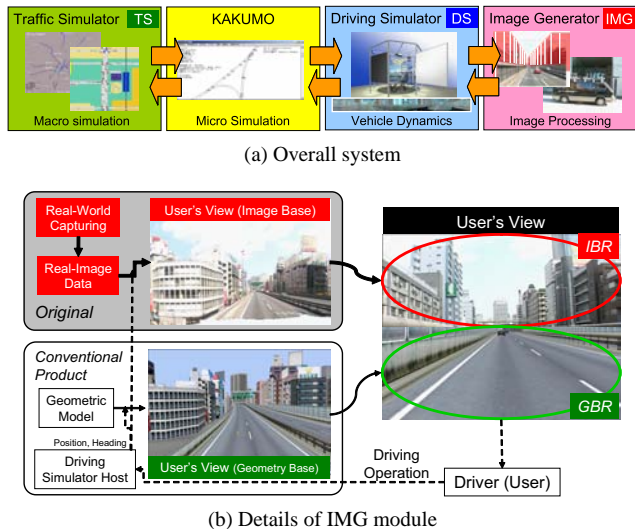 Traffic Simulator TS
Macro simulation
KAKUMO
Micro Simulation
Driving Simulator DS
Vehicle Dynamics
Image Generator IMG
Image Processing
(a) Overall system
Real-World
Capturing
Real-Image
Data
Original
User's View (Image Base)
User's View
IBR
GBR
Conventional
Product
Geometric
Model
Position, Heading
Driving
Simulator Host
User's View (Geometry Base)
Driving
Operation
Driver (User)
(b) Details of IMG module